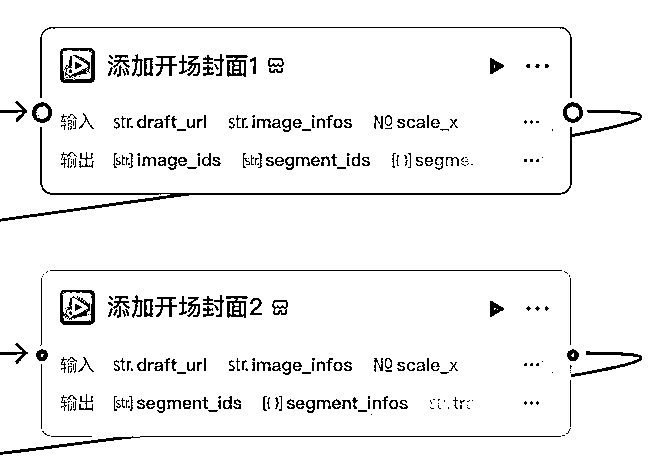 添加开场封面1
输入 str.draft_url str.image_infos № scale_x ...
输出 [str]image_ids [str]segment_ids [{}]segme ...
添加开场封面2
输入 str.draft_url str.image_infos № scale_x ...
输出 [str]segment_ids [{}]segment_infos str.tra ...